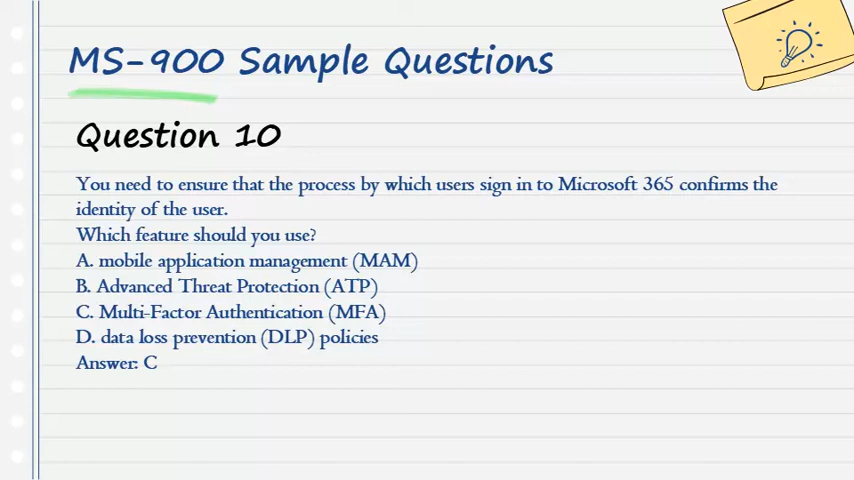 MS-900 Sample Questions
Question 10
You need to ensure that the process by which users sign in to Microsoft 365 confirms the
identity of the user.
Which feature should you use?
A. mobile application management (MAM)
B. Advanced Threat Protection (ATP)
C. Multi-Factor Authentication (MFA)
D. data loss prevention (DLP) policies
Answer: C